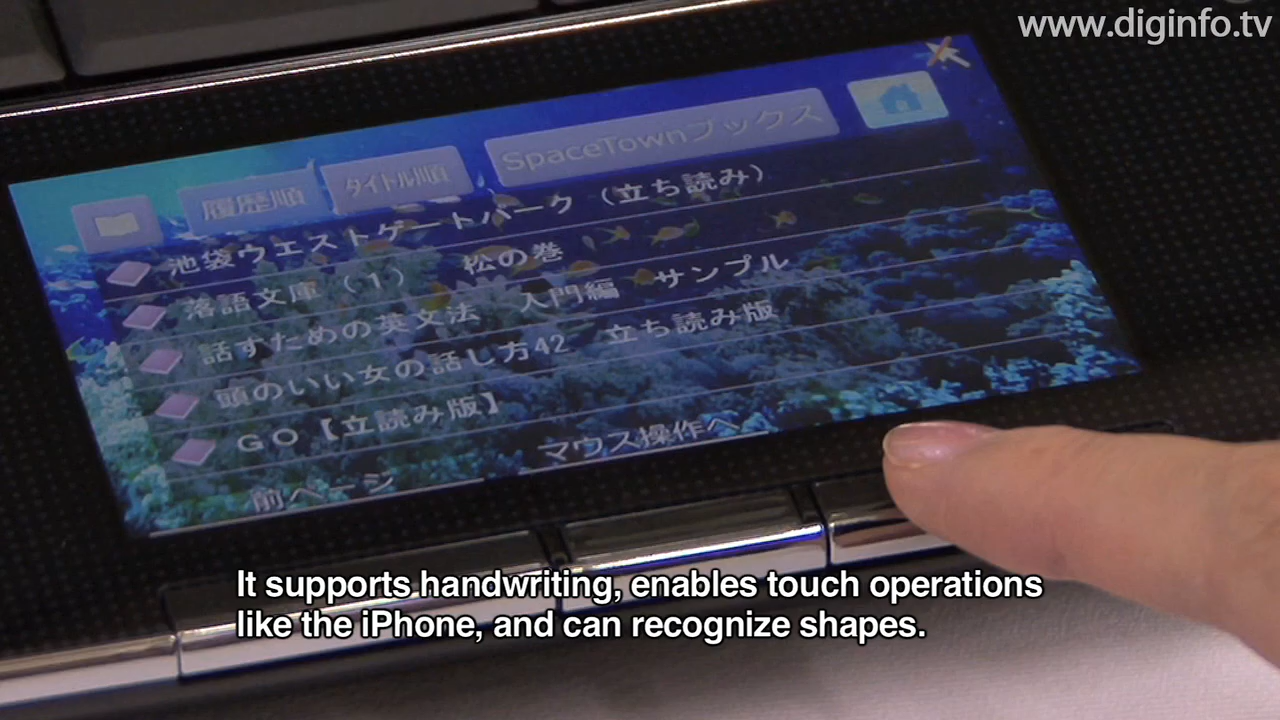 www.diginfo.tv
履歴順 タイトル順 SpaceTownブックス
池袋ウエストゲートパーク（立ち読み）
落語文庫（1） 松の巻
話すための英文法 入門編 サンプル
頭のいい女の話し方42 立ち読み版
GO【立読み版】
前ページ マウス操作へ
It supports handwriting, enables touch operations
like the iPhone, and can recognize shapes.